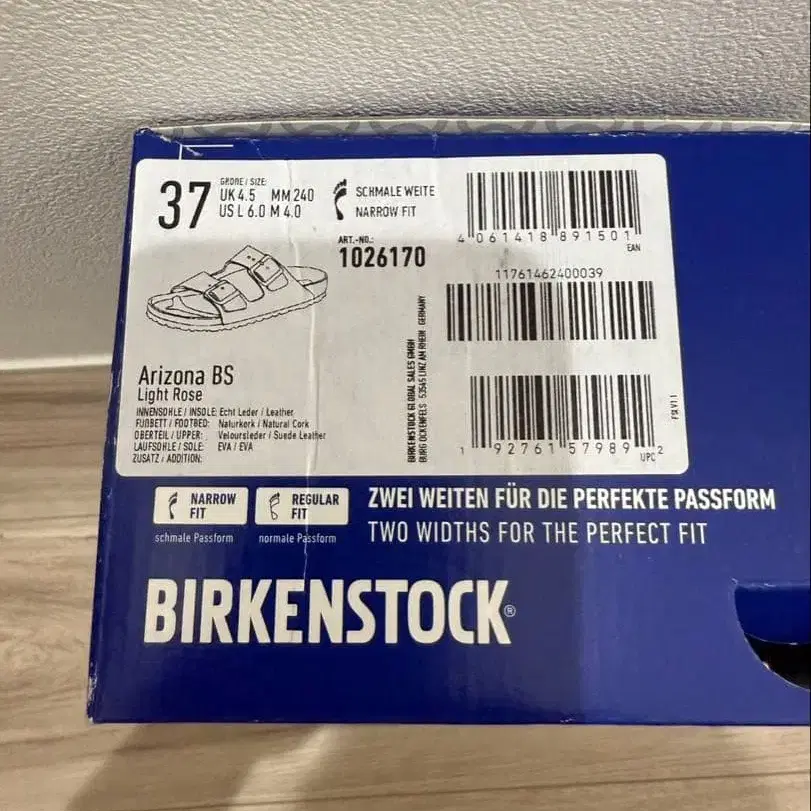 37
GRÖßE / SIZE:
UK 4.5 MM 240
US L 6.0 M 4.0
SCHMALE WEITE
NARROW FIT
ART.-NO.:
1026170
4 061418 891501
EAN
11761462400039
1 92761 57989 2
UPC
Arizona BS
Light Rose
INNENSOHLE / INSOLE: Echt Leder / Leather
FUßBETT / FOOTBED: Naturkork / Natural Cork
OBERTEIL / UPPER: Veloursleder / Suede Leather
LAUFSOHLE / SOLE: EVA / EVA
ZUSATZ / ADDITION:
BIRKENSTOCK GLOBAL SALES GMBH
BURG OCKENFELS 53545 LINZ AM RHEIN GERMANY
NARROW FIT
schmale Passform
REGULAR FIT
normale Passform
ZWEI WEITEN FÜR DIE PERFEKTE PASSFORM
TWO WIDTHS FOR THE PERFECT FIT
BIRKENSTOCK®